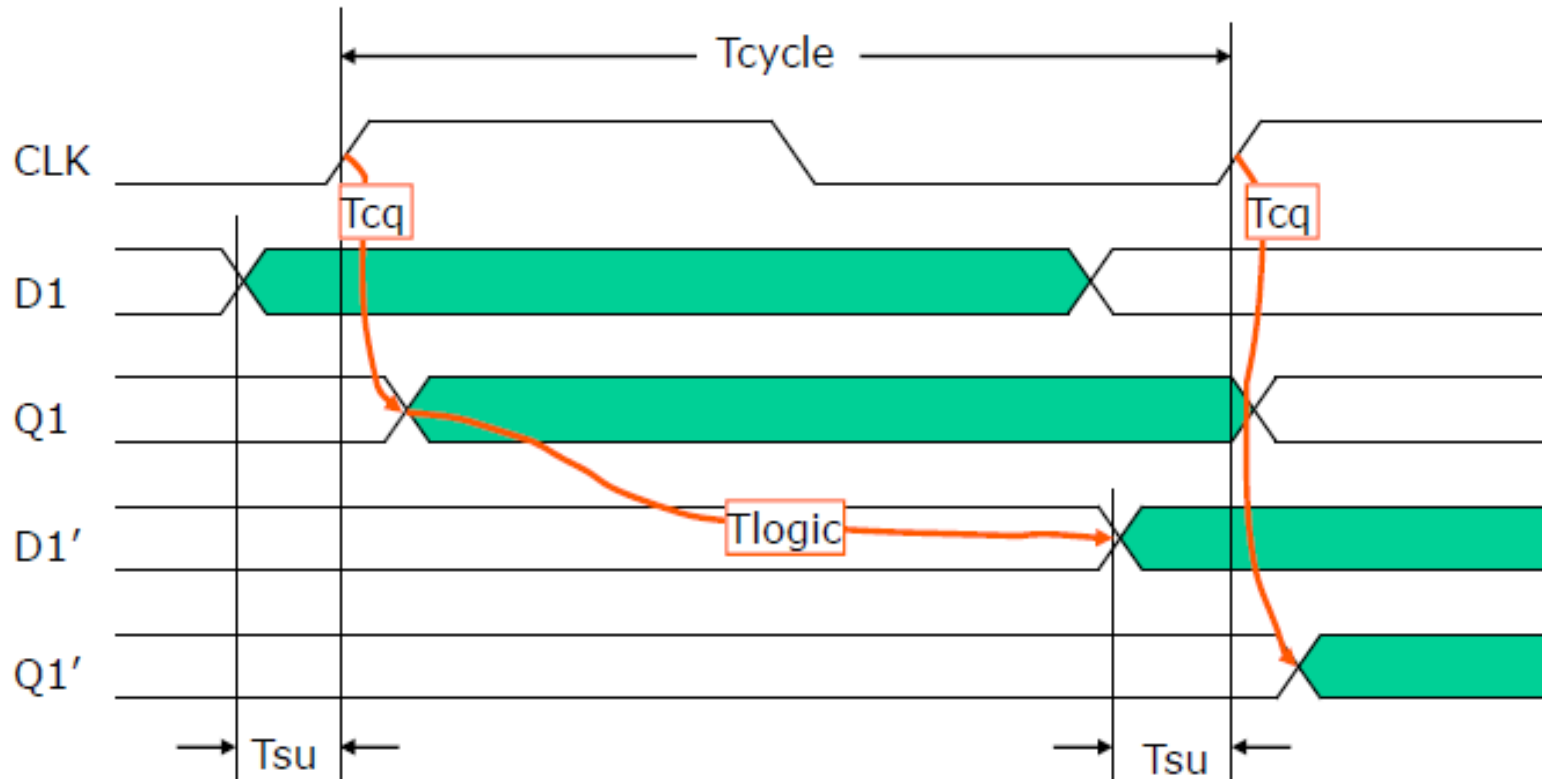 Tcycle
CLK
Tcq
Tcq
D1
Q1
Tlogic
D1′
Q1′
Tsu
Tsu